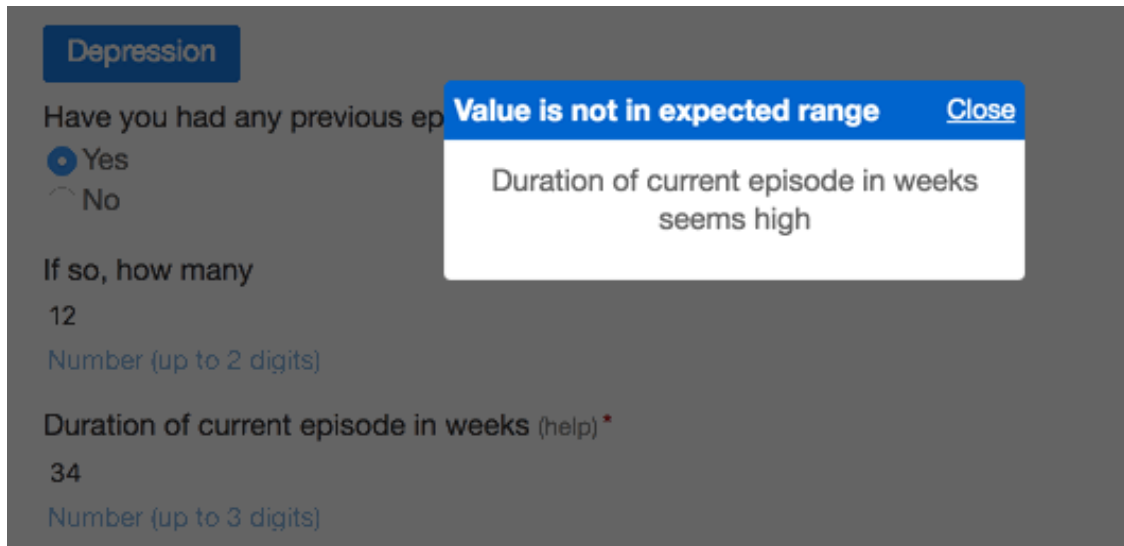 Depression
Have you had any previous ep
Value is not in expected range Close
Yes
Duration of current episode in weeks
No
seems high
If so, how many
12
Number (up to 2 digits)
Duration of current episode in weeks (help) *
34
Number (up to 3 digits)